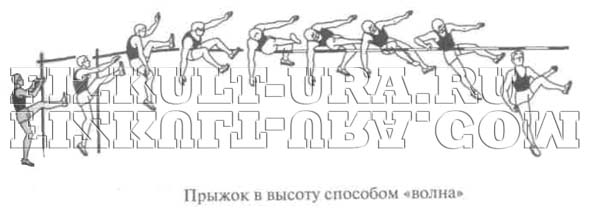 FIZKULT-URA.RU
FIZKULT-URA.COM
Прыжок в высоту способом «волна»